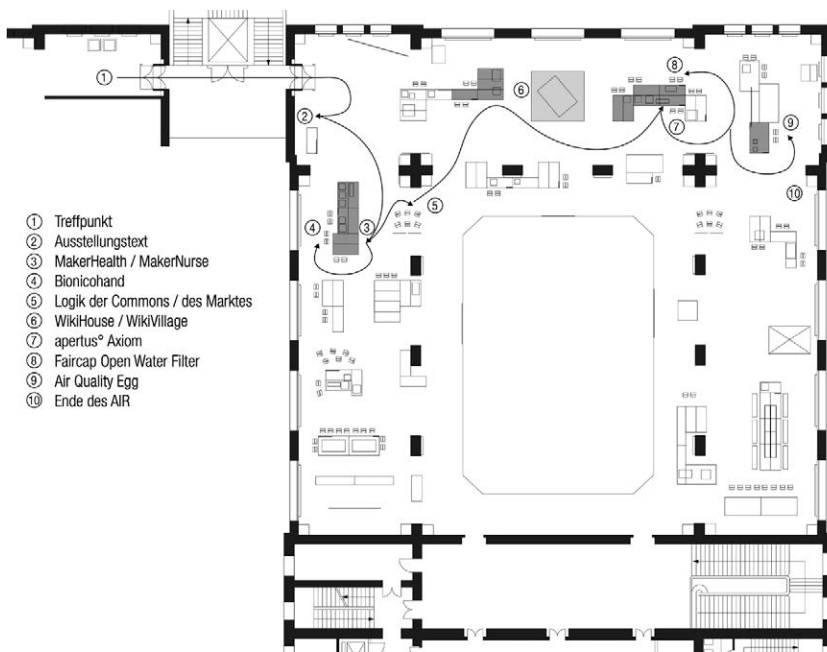 ① Treffpunkt
② Ausstellungstext
③ MakerHealth / MakerNurse
④ Bionicohand
⑤ Logik der Commons / des Marktes
⑥ WikiHouse / WikiVillage
⑦ apertus° Axiom
⑧ Faircap Open Water Filter
⑨ Air Quality Egg
⑩ Ende des AIR
①
②
③
④
⑤
⑥
⑦
⑧
⑨
⑩